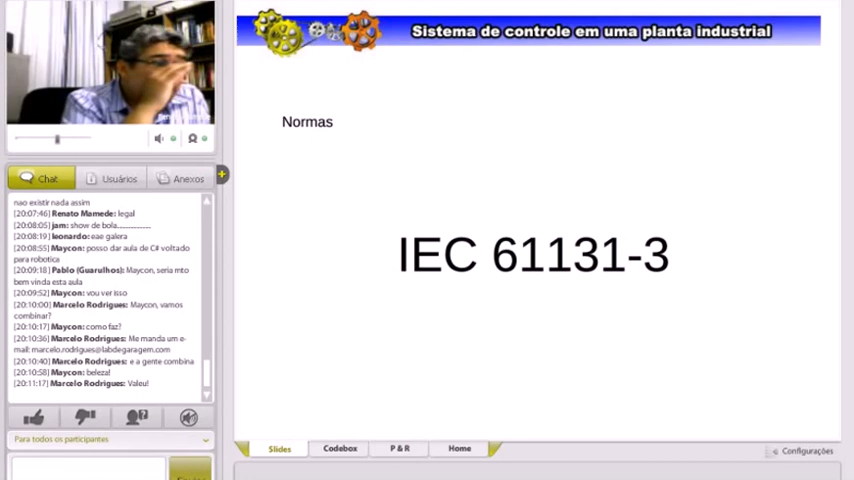 Sistema de controle em uma planta industrial
Normas
IEC 61131-3
Chat
Usuários
Anexos
nao existir nada assim
[20:07:46] Renato Mamede: legal
[20:08:05] jam: show de bola..............
[20:08:19] leonardo: eae galera
[20:08:55] Maycon: posso dar aula de C# voltado
para robotica
[20:09:18] Pablo (Guarulhos): Maycon, seria mto
bem vinda esta aula
[20:09:52] Maycon: vou ver isso
[20:10:00] Marcelo Rodrigues: Maycon, vamos
combinar?
[20:10:17] Maycon: como faz?
[20:10:36] Marcelo Rodrigues: Me manda um e-
mail: marcelo.rodrigues@labdegaragem.com
[20:10:40] Marcelo Rodrigues: e a gente combina
[20:10:58] Maycon: beleza!
[20:11:17] Marcelo Rodrigues: Valeu!
Para todos os participantes
Slides
Codebox
P & R
Home
Configurações